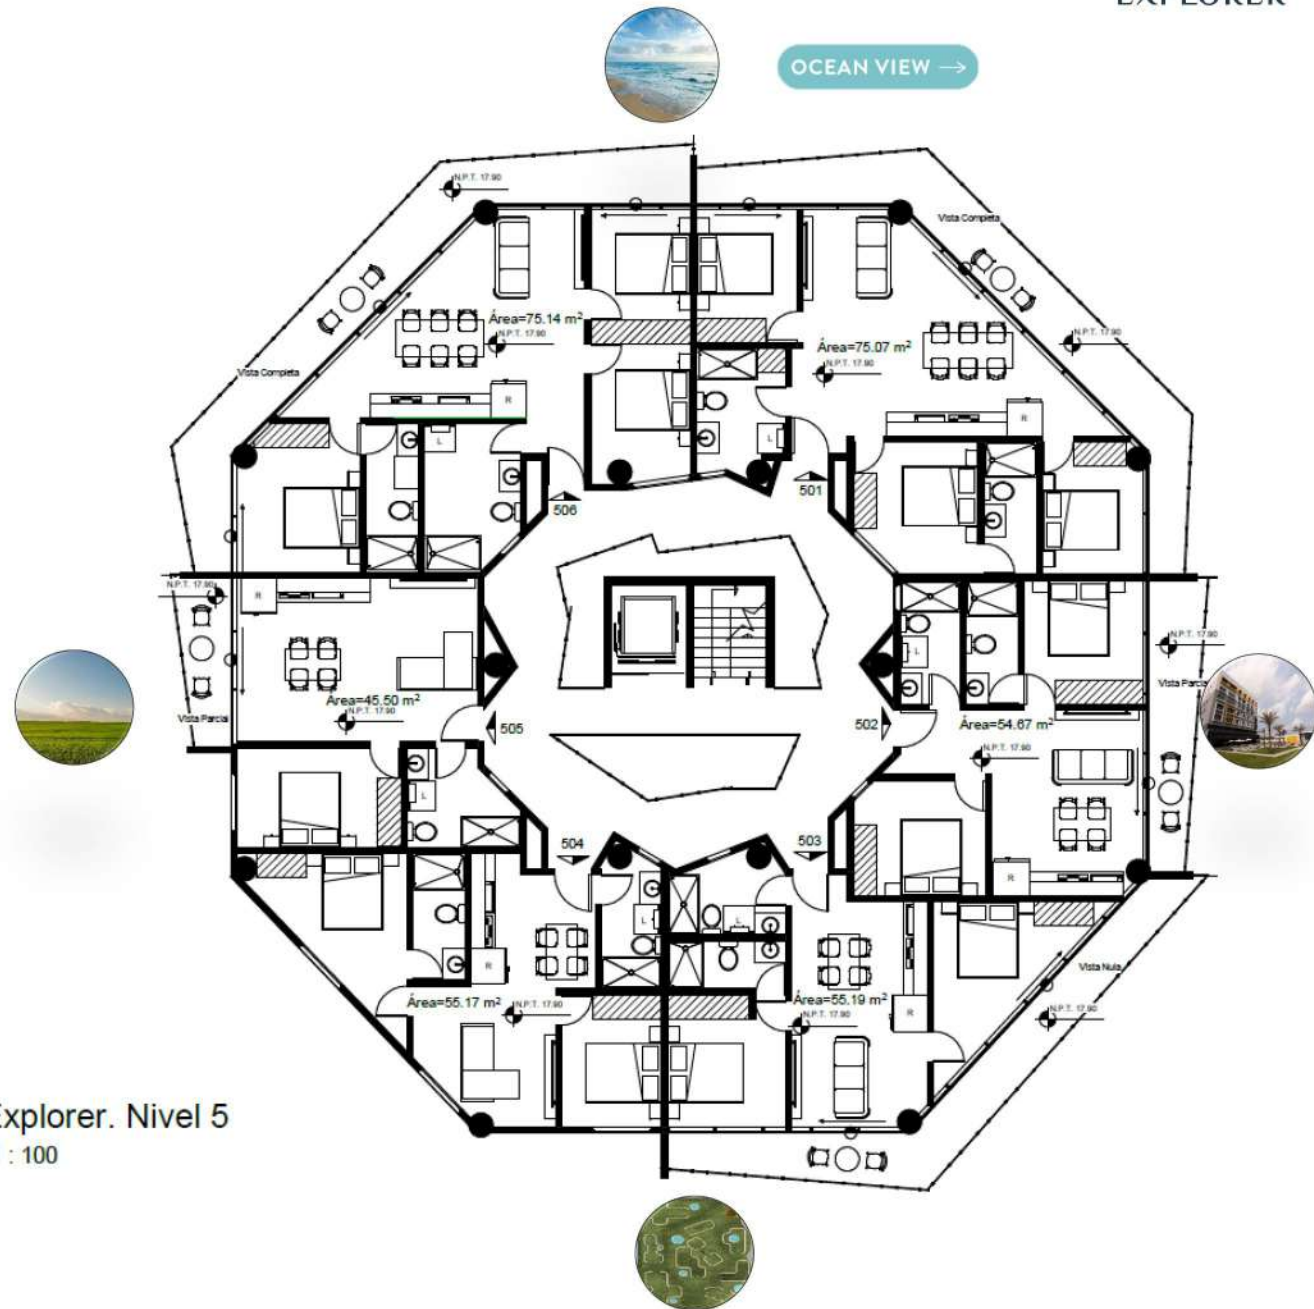 EXPLORER
OCEAN VIEW →
N.P.T. 17.90
Vista Completa
Área=75.14 m²
N.P.T. 17.90
Área=75.07 m²
N.P.T. 17.90
N.P.T. 17.90
Vista Completa
R
R
L
L
501
506
N.P.T. 17.90
R
L
N.P.T. 17.90
Vista Parcial
Área=45.50 m²
N.P.T. 17.90
Vista Parcial
505
502
Área=54.67 m²
N.P.T. 17.90
L
504
503
R
L
L
R
Vista Nula
Área=55.17 m²
N.P.T. 17.90
Área=55.19 m²
N.P.T. 17.90
R
N.P.T. 17.90
Explorer. Nivel 5
: 100